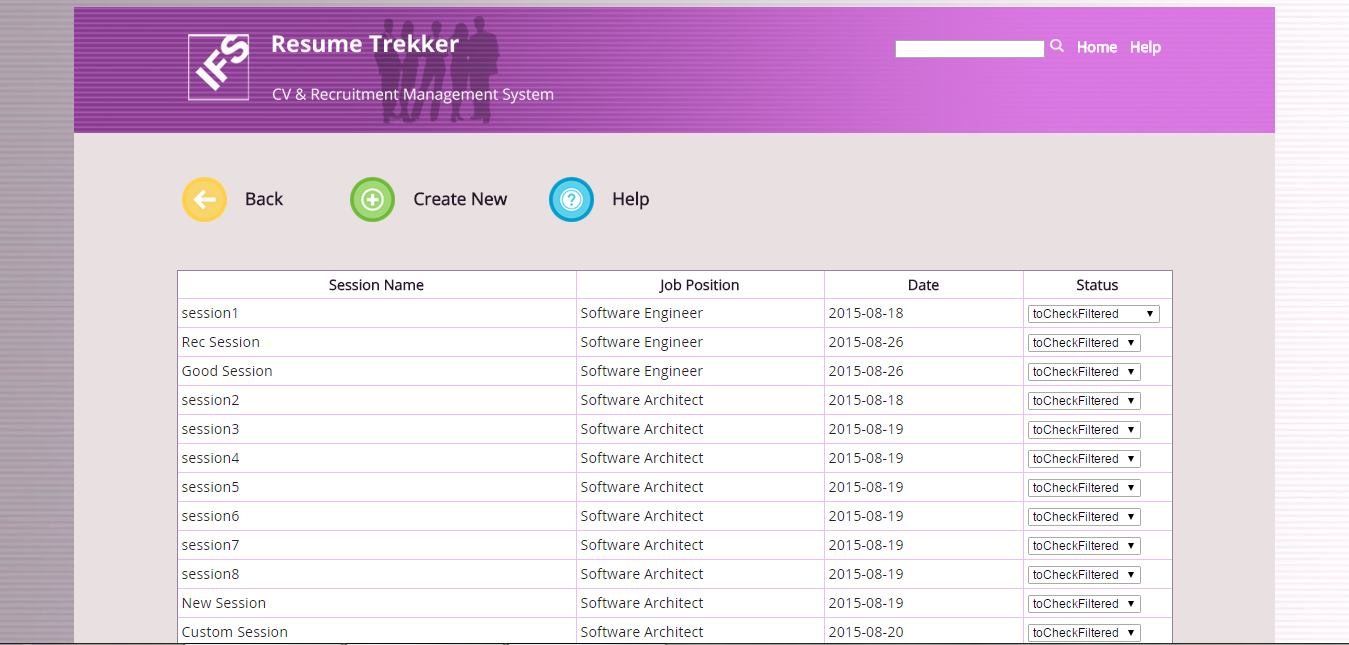 IFS
Resume Trekker
Home Help
CV & Recruitment Management System
Back Create New Help
Session Name Job Position Date Status
session1 Software Engineer 2015-08-18 toCheckFiltered
Rec Session Software Engineer 2015-08-26 toCheckFiltered
Good Session Software Engineer 2015-08-26 toCheckFiltered
session2 Software Architect 2015-08-18 toCheckFiltered
session3 Software Architect 2015-08-19 toCheckFiltered
session4 Software Architect 2015-08-19 toCheckFiltered
session5 Software Architect 2015-08-19 toCheckFiltered
session6 Software Architect 2015-08-19 toCheckFiltered
session7 Software Architect 2015-08-19 toCheckFiltered
session8 Software Architect 2015-08-19 toCheckFiltered
New Session Software Architect 2015-08-19 toCheckFiltered
Custom Session Software Architect 2015-08-20 toCheckFiltered